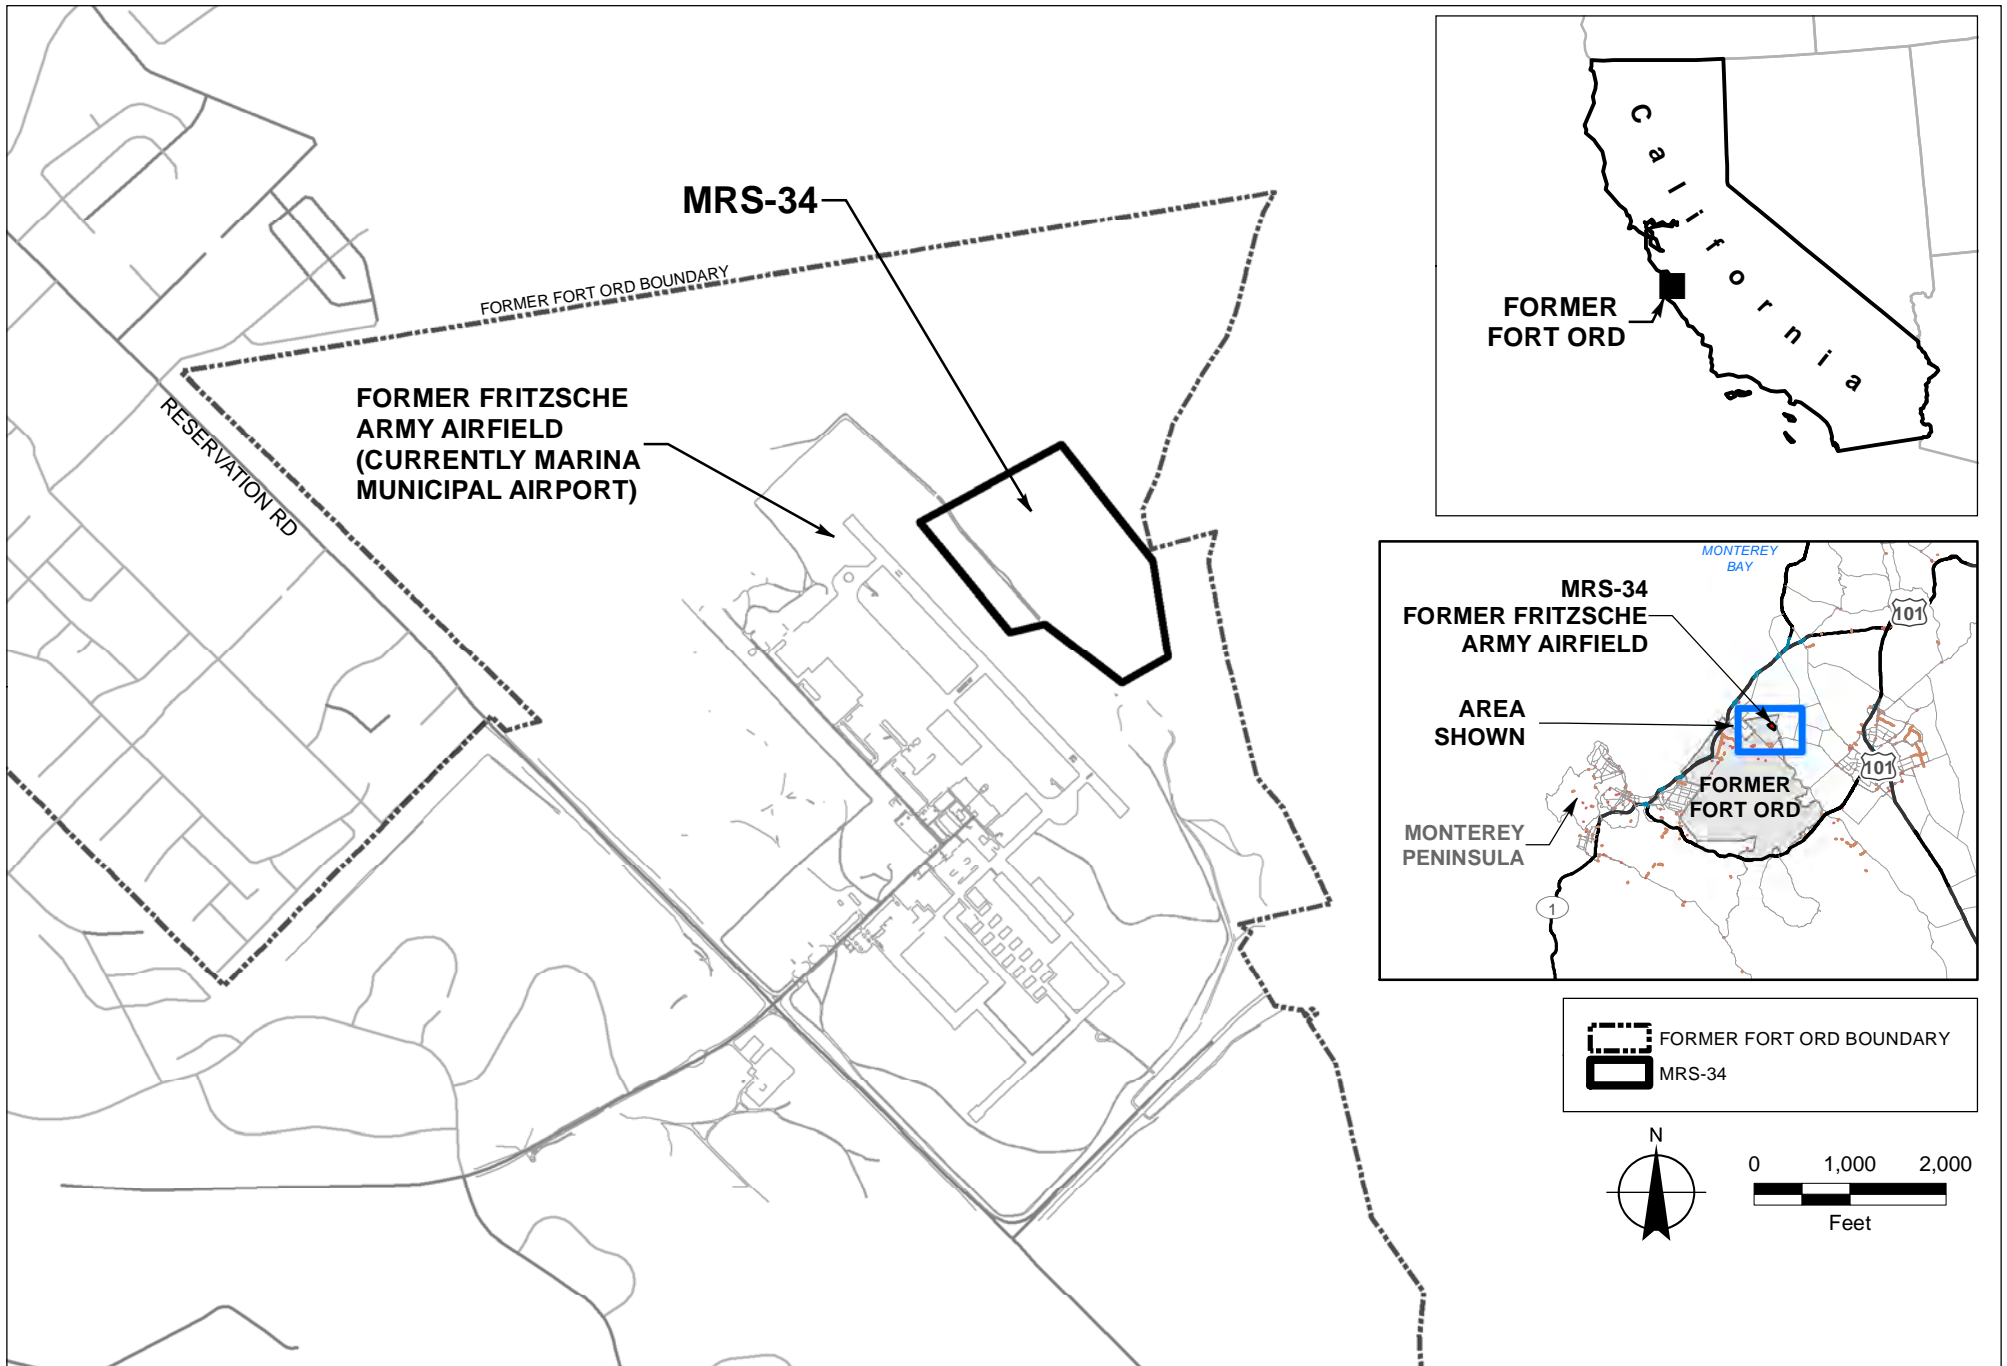 MRS-34
FORMER FORT ORD BOUNDARY
FORMER FRITZSCHE
ARMY AIRFIELD
(CURRENTLY MARINA
MUNICIPAL AIRPORT)
RESERVATION RD
California
FORMER
FORT ORD
MONTEREY
BAY
MRS-34
FORMER FRITZSCHE
ARMY AIRFIELD
101
AREA
SHOWN
101
FORMER
FORT ORD
MONTEREY
PENINSULA
1
FORMER FORT ORD BOUNDARY
MRS-34
N
0 1,000 2,000
Feet